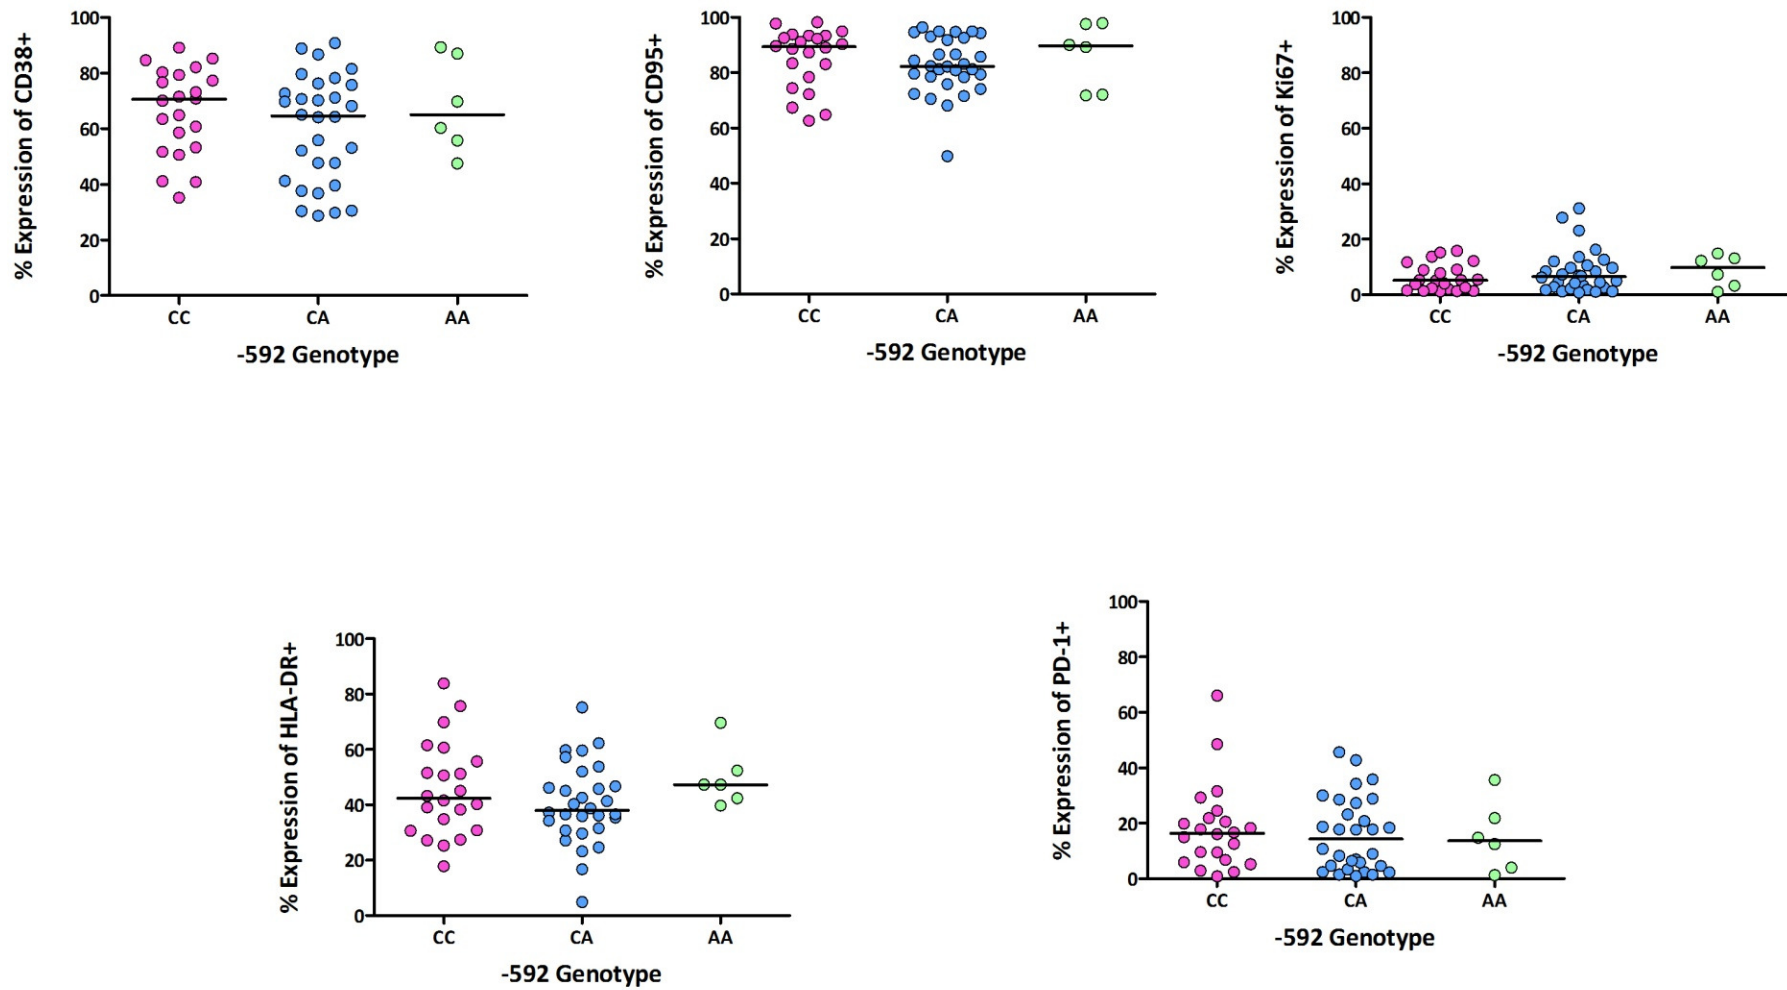 % Expression of CD38+
100
80
60
40
20
0
CC CA AA
-592 Genotype
% Expression of CD95+
100
80
60
40
20
0
CC CA AA
-592 Genotype
% Expression of Ki67+
100
80
60
40
20
0
CC CA AA
-592 Genotype
% Expression of HLA-DR+
100
80
60
40
20
0
CC CA AA
-592 Genotype
% Expression of PD-1+
100
80
60
40
20
0
CC CA AA
-592 Genotype